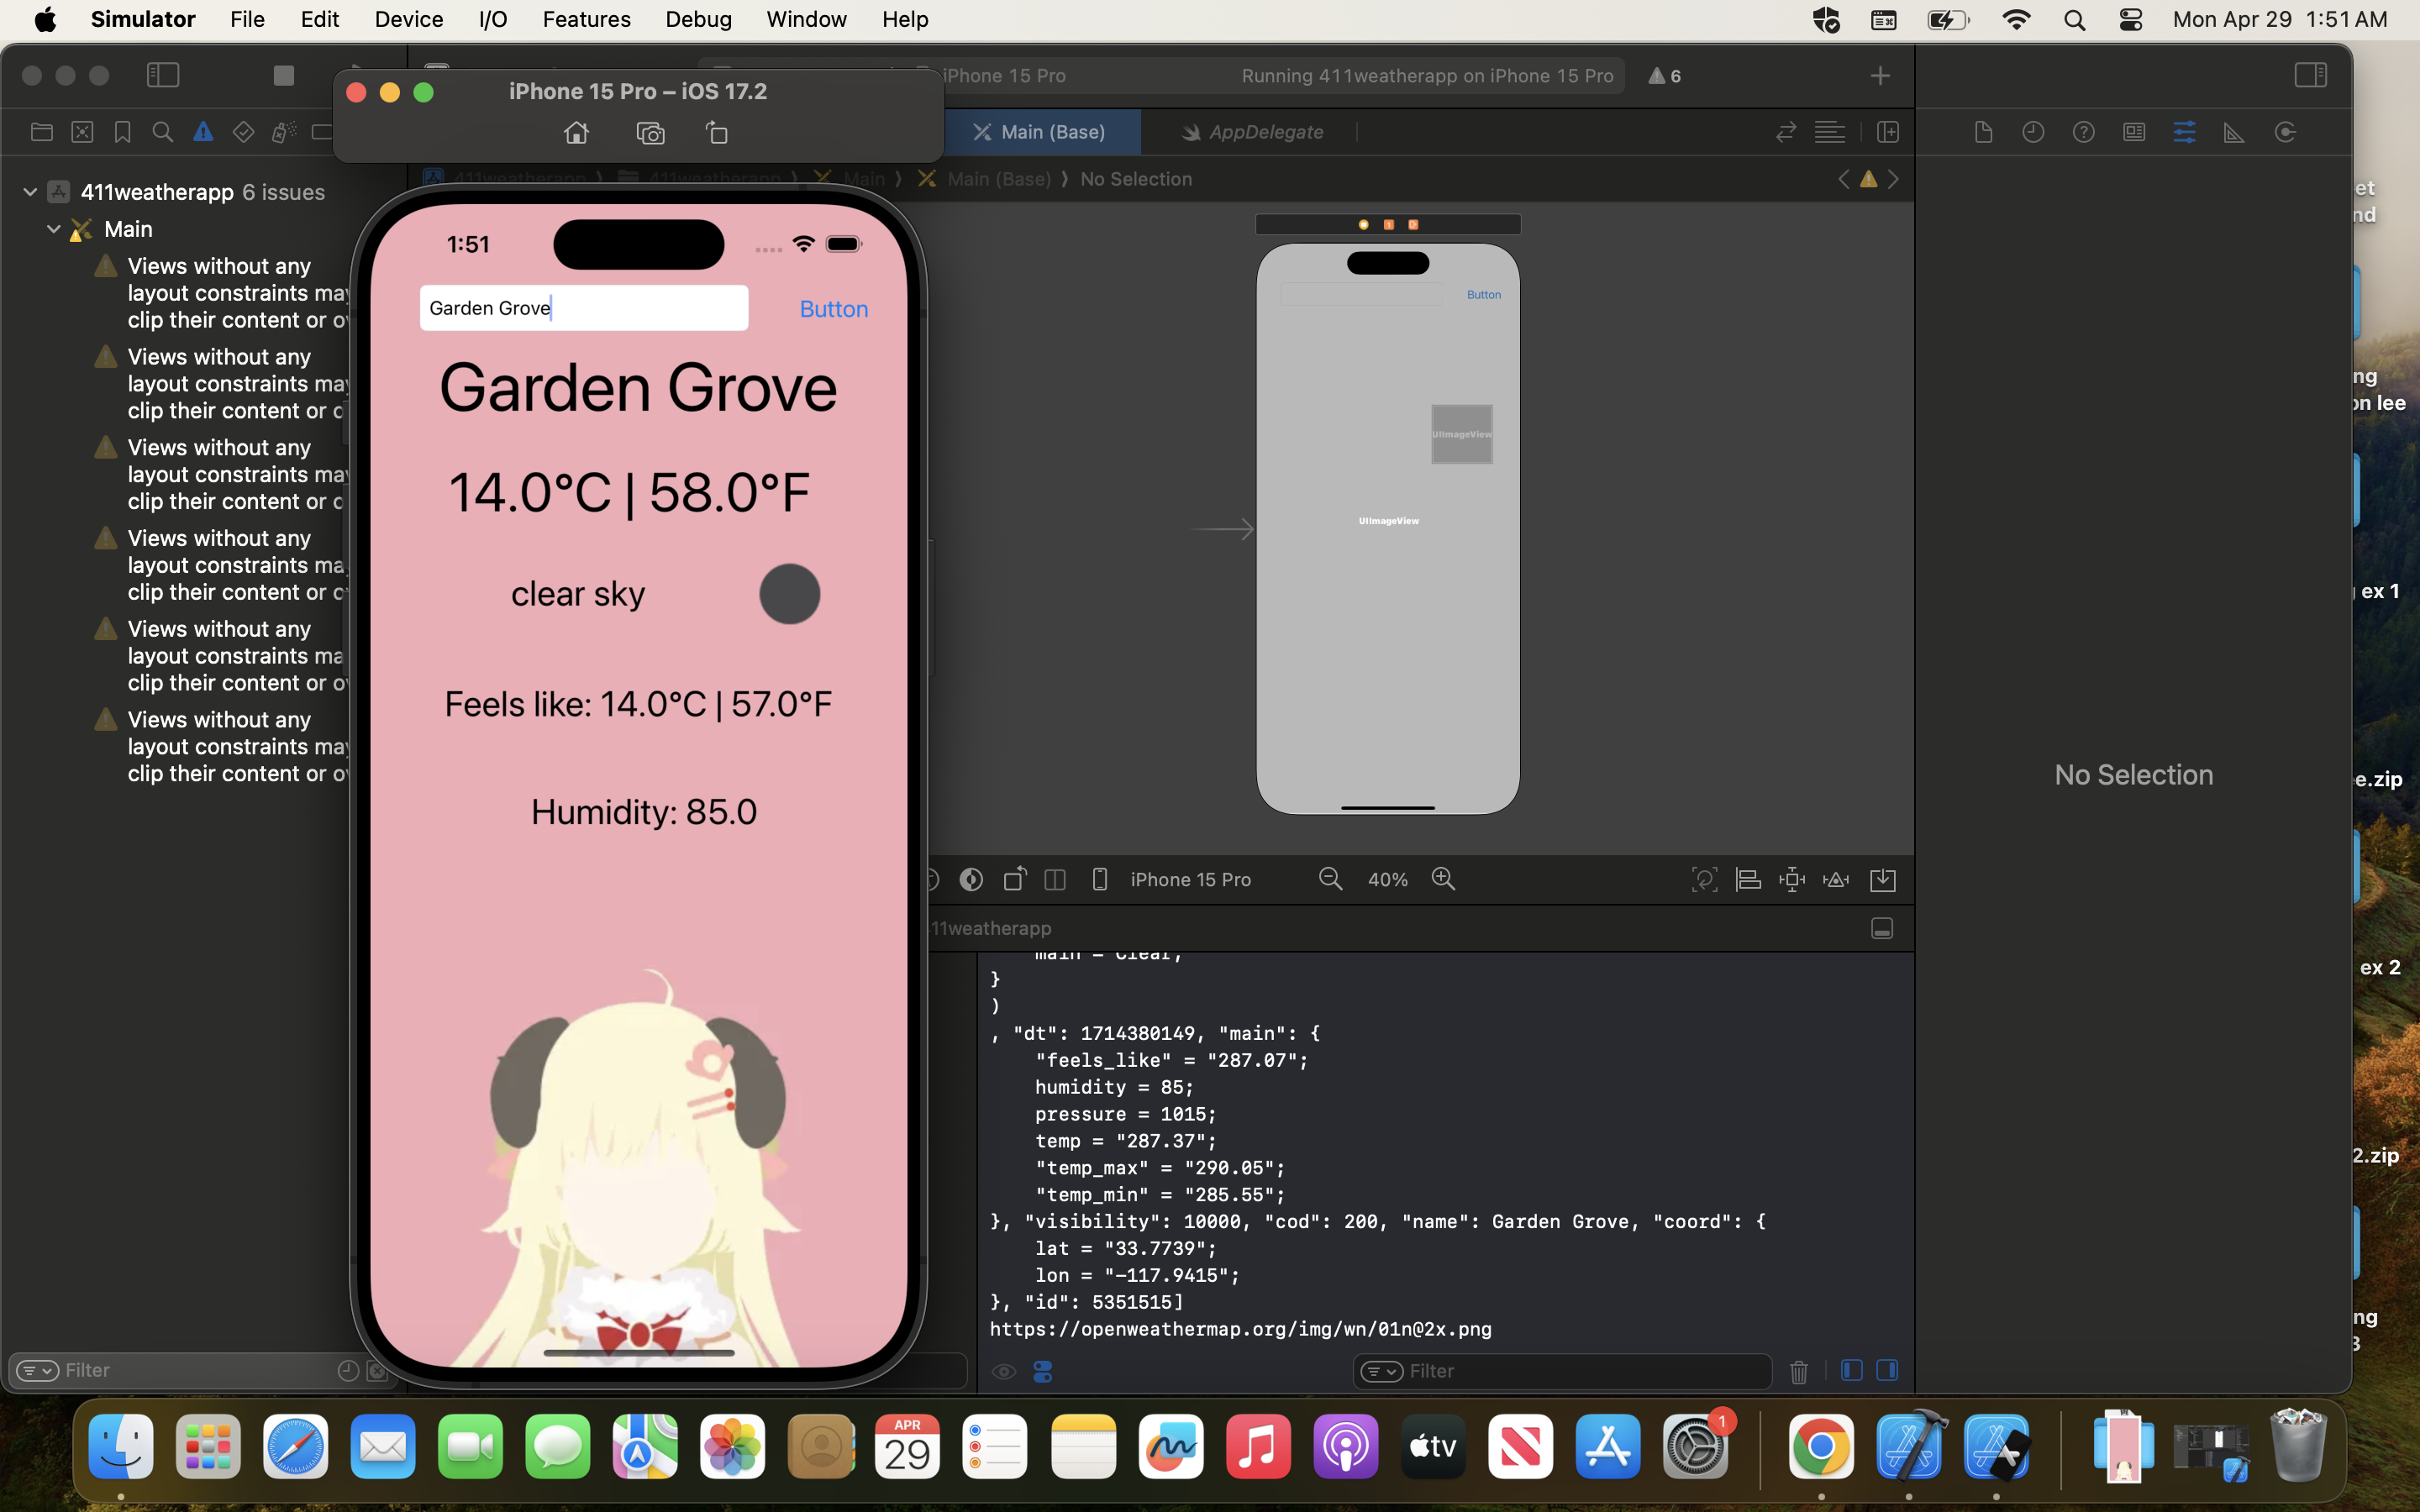 Simulator File Edit Device I/O Features Debug Window Help Mon Apr 29 1:51 AM
iPhone 15 Pro Running 411weatherapp on iPhone 15 Pro 6
iPhone 15 Pro – iOS 17.2
Main (Base) AppDelegate
411weatherapp 411weatherapp Main Main (Base) No Selection
411weatherapp 6 issues
Main
Views without any
layout constraints may
clip their content or
Views without any
layout constraints may
clip their content or
Views without any
layout constraints may
clip their content or
Views without any
layout constraints
clip their content or
Views without any
layout constraints
clip their content or
Views without any
layout constraints may
clip their content or
Filter
1:51
Garden Grove Button
Garden Grove
14.0°C | 58.0°F
clear sky
Feels like: 14.0°C | 57.0°F
Humidity: 85.0
Button
UIImageView
UIImageView
iPhone 15 Pro 40%
11weatherapp
main = Clear;
}
)
, "dt": 1714380149, "main": {
"feels_like" = "287.07";
humidity = 85;
pressure = 1015;
temp = "287.37";
"temp_max" = "290.05";
"temp_min" = "285.55";
}, "visibility": 10000, "cod": 200, "name": Garden Grove, "coord": {
lat = "33.7739";
lon = "-117.9415";
}, "id": 5351515]
https://openweathermap.org/img/wn/01n@2x.png
Filter
No Selection
et
nd
ng
on lee
ex 1
e.zip
ex 2
2.zip
ng
3
APR
29
tv
1